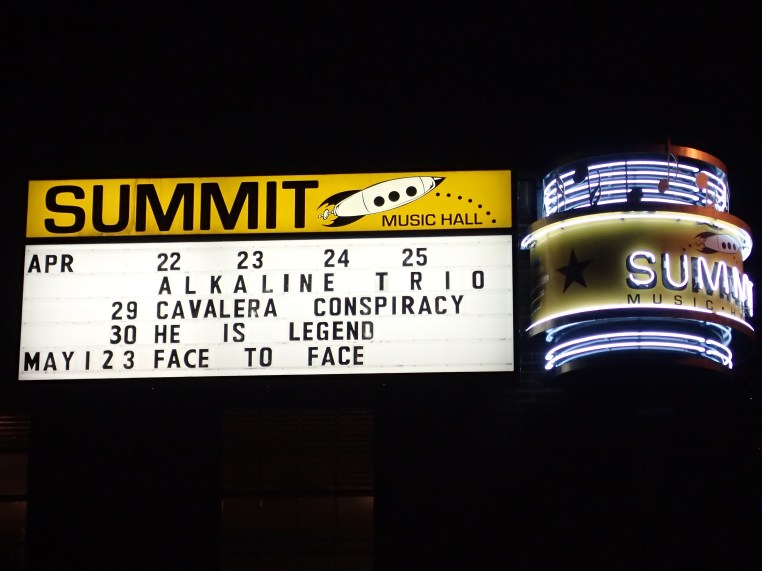 SUMMIT
MUSIC HALL
APR 22 23 24 25
ALKALINE TRIO
29 CAVALERA CONSPIRACY
30 HE IS LEGEND
MAY 1 2 3 FACE TO FACE
SUMMIT
MUSIC